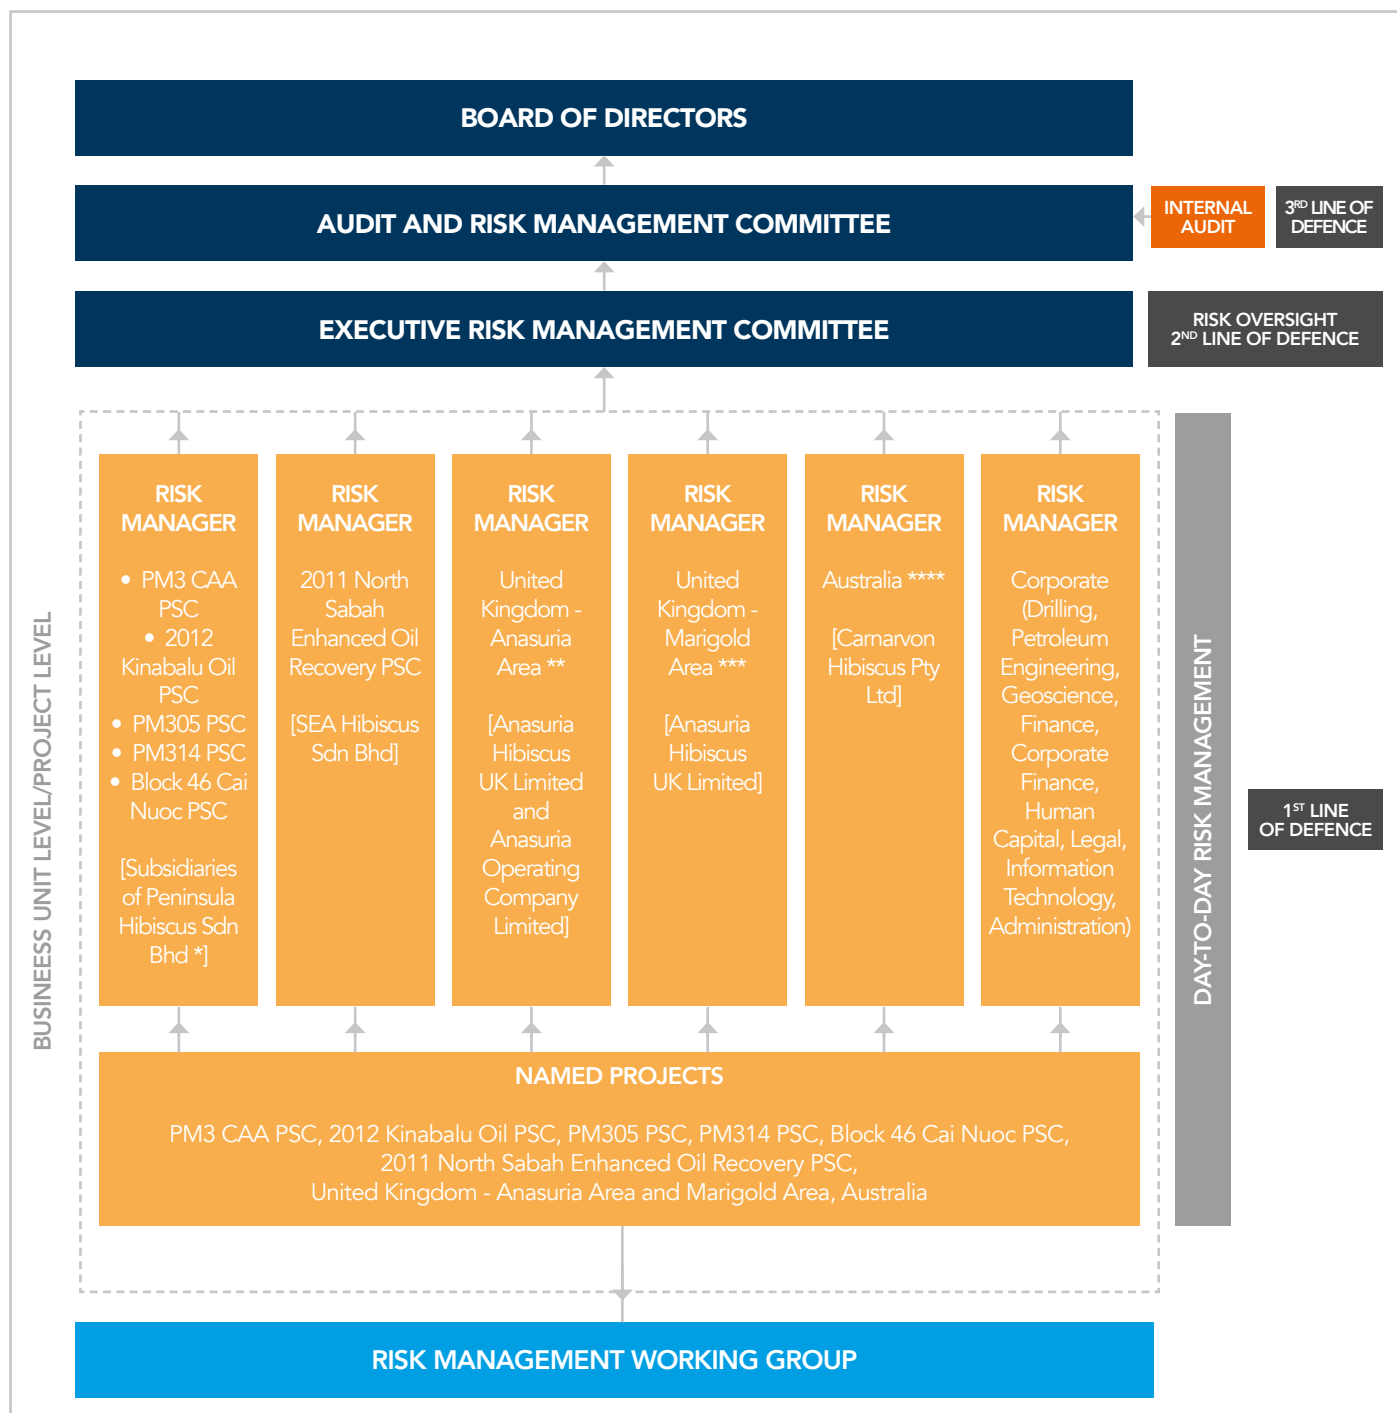 BOARD OF DIRECTORS
AUDIT AND RISK MANAGEMENT COMMITTEE
INTERNAL
AUDIT
3RD LINE OF
DEFENCE
EXECUTIVE RISK MANAGEMENT COMMITTEE
RISK OVERSIGHT
2ND LINE OF DEFENCE
BUSINEESS UNIT LEVEL/PROJECT LEVEL
RISK
MANAGER
• PM3 CAA
PSC
• 2012
Kinabalu Oil
PSC
• PM305 PSC
• PM314 PSC
• Block 46 Cai
Nuoc PSC
[Subsidiaries
of Peninsula
Hibiscus Sdn
Bhd *]
RISK
MANAGER
2011 North
Sabah
Enhanced Oil
Recovery PSC
[SEA Hibiscus
Sdn Bhd]
RISK
MANAGER
United
Kingdom -
Anasuria
Area **
[Anasuria
Hibiscus
UK Limited
and
Anasuria
Operating
Company
Limited]
RISK
MANAGER
United
Kingdom -
Marigold
Area ***
[Anasuria
Hibiscus
UK Limited]
RISK
MANAGER
Australia ****
[Carnarvon
Hibiscus Pty
Ltd]
RISK
MANAGER
Corporate
(Drilling,
Petroleum
Engineering,
Geoscience,
Finance,
Corporate
Finance,
Human
Capital, Legal,
Information
Technology,
Administration)
DAY-TO-DAY RISK MANAGEMENT
1ST LINE
OF DEFENCE
NAMED PROJECTS
PM3 CAA PSC, 2012 Kinabalu Oil PSC, PM305 PSC, PM314 PSC, Block 46 Cai Nuoc PSC,
2011 North Sabah Enhanced Oil Recovery PSC,
United Kingdom - Anasuria Area and Marigold Area, Australia
RISK MANAGEMENT WORKING GROUP